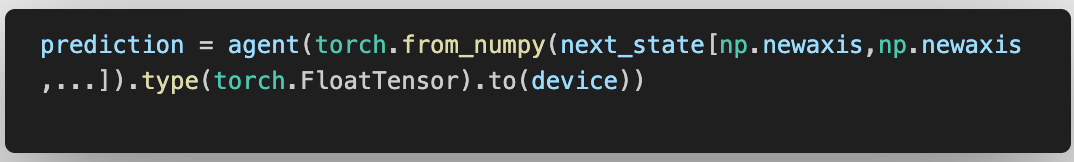 prediction = agent(torch.from_numpy(next_state[np.newaxis,np.newaxis
,...]).type(torch.FloatTensor).to(device))